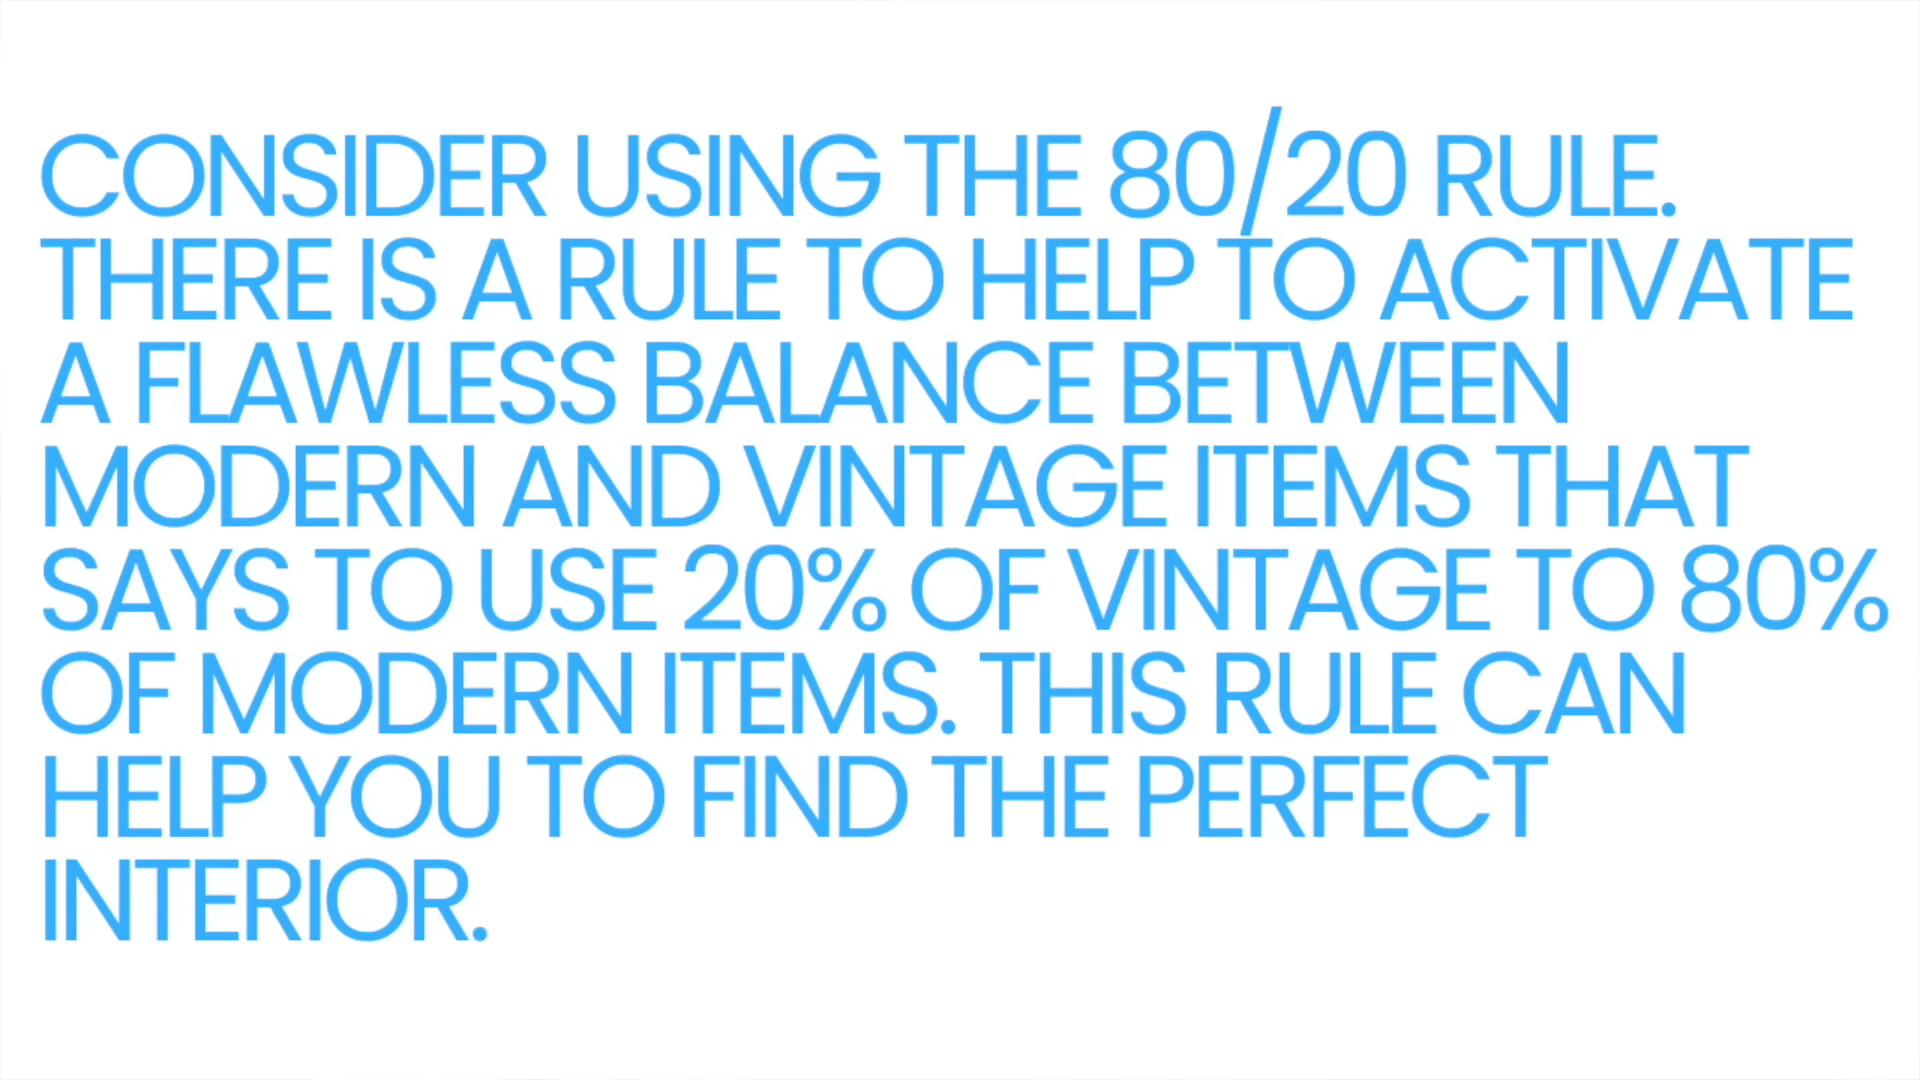 CONSIDER USING THE 80/20 RULE.
THERE IS A RULE TO HELP TO ACTIVATE
A FLAWLESS BALANCE BETWEEN
MODERN AND VINTAGE ITEMS THAT
SAYS TO USE 20% OF VINTAGE TO 80%
OF MODERN ITEMS. THIS RULE CAN
HELP YOU TO FIND THE PERFECT
INTERIOR.